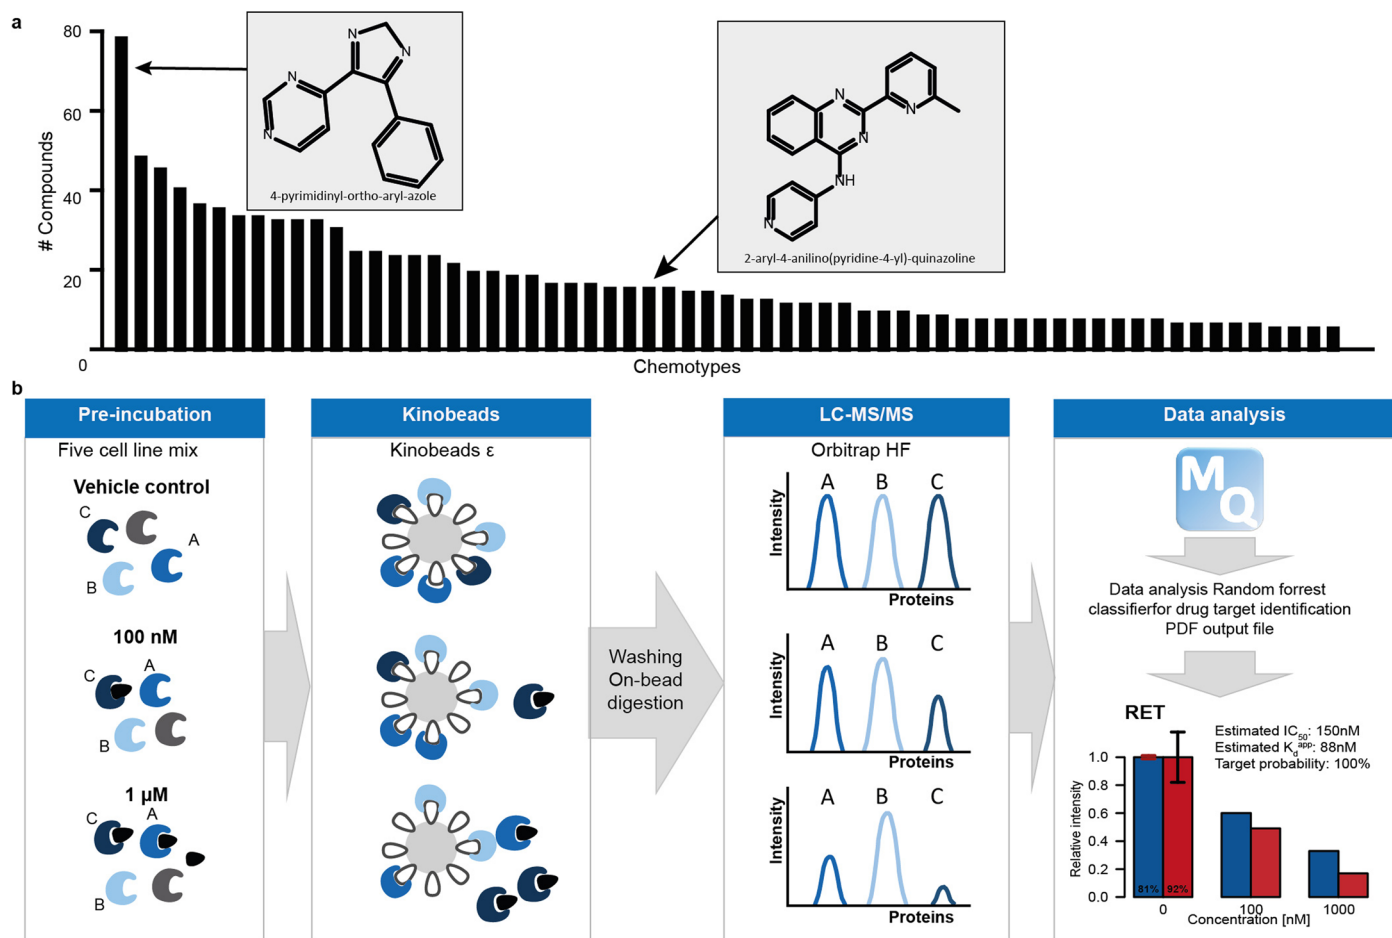 a
80
60
40
20
0
# Compounds
N
N
N
N
4-pyrimidinyl-ortho-aryl-azole
N
N
N
NH
N
2-aryl-4-anilino(pyridine-4-yl)-quinazoline
Chemotypes
b
Pre-incubation
Five cell line mix
Vehicle control
C
A
B
100 nM
C
A
B
1 µM
C
A
B
Kinobeads
Kinobeads ε
Washing
On-bead
digestion
LC-MS/MS
Orbitrap HF
A B C
Intensity
Proteins
A B C
Intensity
Proteins
A B C
Intensity
Proteins
Data analysis
M
Q
Data analysis Random forrest
classifierfor drug target identification
PDF output file
RET
Estimated IC50: 150nM
Estimated Kd app: 88nM
Target probability: 100%
Relative intensity
1.0
0.8
0.6
0.4
0.2
0.0
81% 92%
0 100 1000
Concentration [nM]